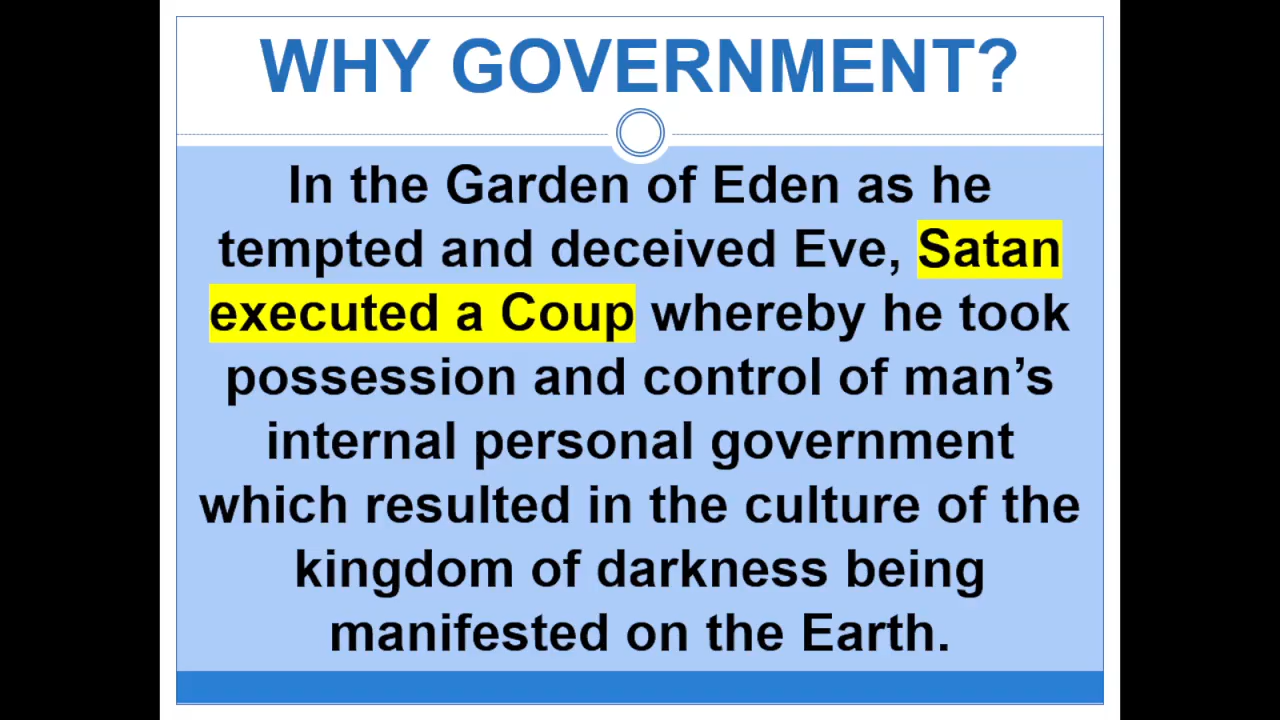 WHY GOVERNMENT?
In the Garden of Eden as he
tempted and deceived Eve, Satan
executed a Coup whereby he took
possession and control of man’s
internal personal government
which resulted in the culture of the
kingdom of darkness being
manifested on the Earth.